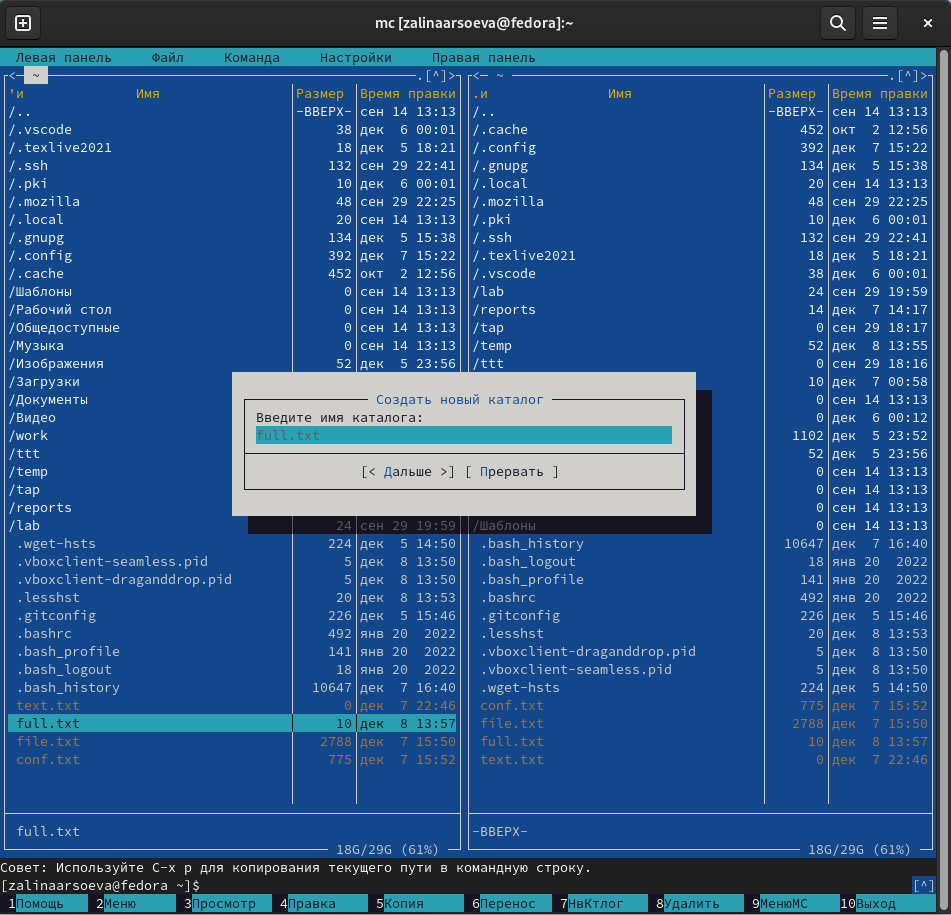 mc [zalinaarsoeva@fedora]:~
Левая панель Файл Команда Настройки Правая панель
<─ ~ .[^]> <─ ~ .[^]>
'и Имя Размер Время правки .и Имя Размер Время правки
/.. -ВВЕРХ- сен 14 13:13 /.. -ВВЕРХ- сен 14 13:13
/.vscode 38 дек 6 00:01 /.cache 452 окт 2 12:56
/.texlive2021 18 дек 5 18:21 /.config 392 дек 7 15:22
/.ssh 132 сен 29 22:41 /.gnupg 134 дек 5 15:38
/.pki 10 дек 6 00:01 /.local 20 сен 14 13:13
/.mozilla 48 сен 29 22:25 /.mozilla 48 сен 29 22:25
/.local 20 сен 14 13:13 /.pki 10 дек 6 00:01
/.gnupg 134 дек 5 15:38 /.ssh 132 сен 29 22:41
/.config 392 дек 7 15:22 /.texlive2021 18 дек 5 18:21
/.cache 452 окт 2 12:56 /.vscode 38 дек 6 00:01
/Шаблоны 0 сен 14 13:13 /lab 24 сен 29 19:59
/Рабочий стол 0 сен 14 13:13 /reports 14 дек 7 14:17
/Общедоступные 0 сен 14 13:13 /tap 0 сен 29 18:17
/Музыка 0 сен 14 13:13 /temp 52 дек 8 13:55
/Изображения 52 дек 5 23:56 /ttt 0 сен 29 18:16
/Загрузки 10 дек 7 00:58
/Документы Создать новый каталог 0 сен 14 13:13
/Видео Введите имя каталога: 0 дек 6 00:12
/work full.txt 1102 дек 5 23:52
/ttt 52 дек 5 23:56
/temp [< Дальше >] [ Прервать ] 0 сен 14 13:13
/tap 0 сен 14 13:13
/reports 0 сен 14 13:13
/lab 24 сен 29 19:59 /Шаблоны 0 сен 14 13:13
.wget-hsts 224 дек 5 14:50 .bash_history 10647 дек 7 16:40
.vboxclient-seamless.pid 5 дек 8 13:50 .bash_logout 18 янв 20 2022
.vboxclient-draganddrop.pid 5 дек 8 13:50 .bash_profile 141 янв 20 2022
.lesshst 20 дек 8 13:53 .bashrc 492 янв 20 2022
.gitconfig 226 дек 5 15:46 .gitconfig 226 дек 5 15:46
.bashrc 492 янв 20 2022 .lesshst 20 дек 8 13:53
.bash_profile 141 янв 20 2022 .vboxclient-draganddrop.pid 5 дек 8 13:50
.bash_logout 18 янв 20 2022 .vboxclient-seamless.pid 5 дек 8 13:50
.bash_history 10647 дек 7 16:40 .wget-hsts 224 дек 5 14:50
text.txt 0 дек 7 22:46 conf.txt 775 дек 7 15:52
full.txt 10 дек 8 13:57 file.txt 2788 дек 7 15:50
file.txt 2788 дек 7 15:50 full.txt 10 дек 8 13:57
conf.txt 775 дек 7 15:52 text.txt 0 дек 7 22:46
full.txt -ВВЕРХ-
18G/29G (61%) 18G/29G (61%)
Совет: Используйте C-x p для копирования текущего пути в командную строку.
[zalinaarsoeva@fedora ~]$ [^]
1Помощь 2Меню 3Просмотр 4Правка 5Копия 6Перенос 7НвКтлог 8Удалить 9МенюМС 10Выход